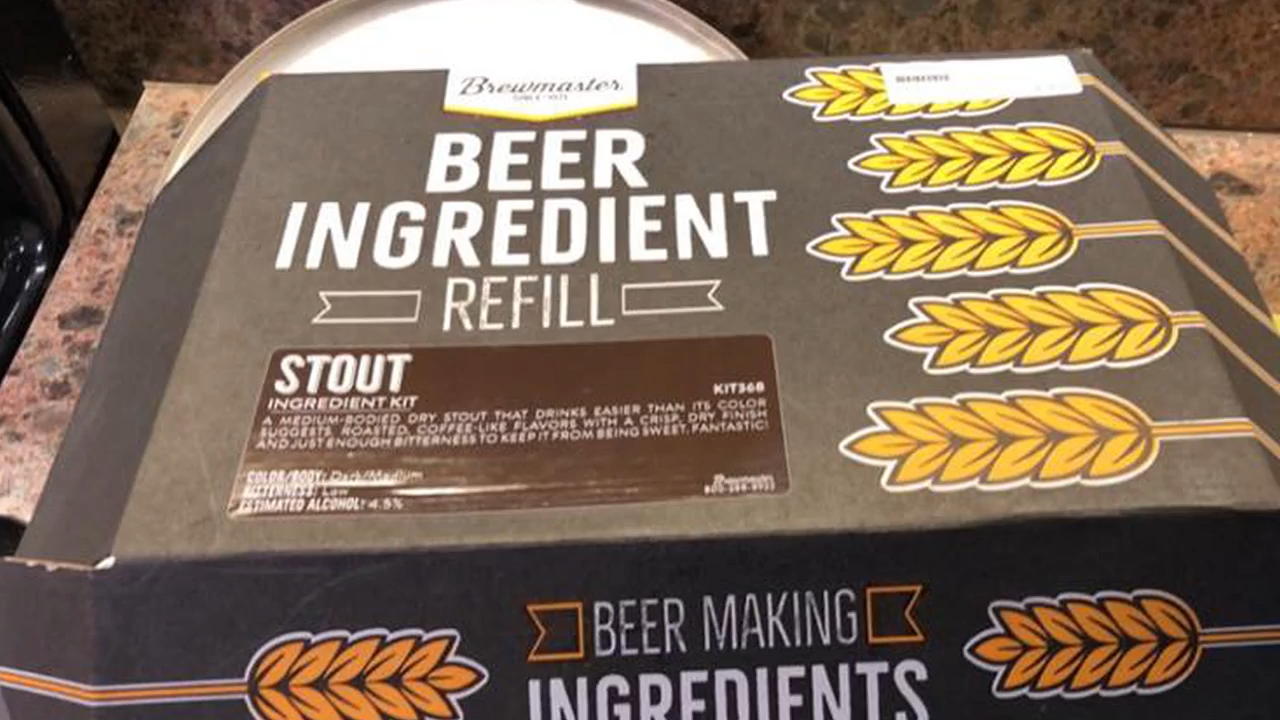 Brewmaster
BEER
INGREDIENT
REFILL
STOUT
INGREDIENT KIT
KIT368
A MEDIUM-BODIED, DRY STOUT THAT DRINKS EASIER THAN ITS COLOR
SUGGESTS. ROASTED, COFFEE-LIKE FLAVORS WITH A CRISP, DRY FINISH
AND JUST ENOUGH BITTERNESS TO KEEP IT FROM BEING SWEET. FANTASTIC!
COLOR/BODY: Dark/Medium
BITTERNESS: Low
ESTIMATED ALCOHOL: 4.5%
Brewmaster
BEER MAKING
INGREDIENTS